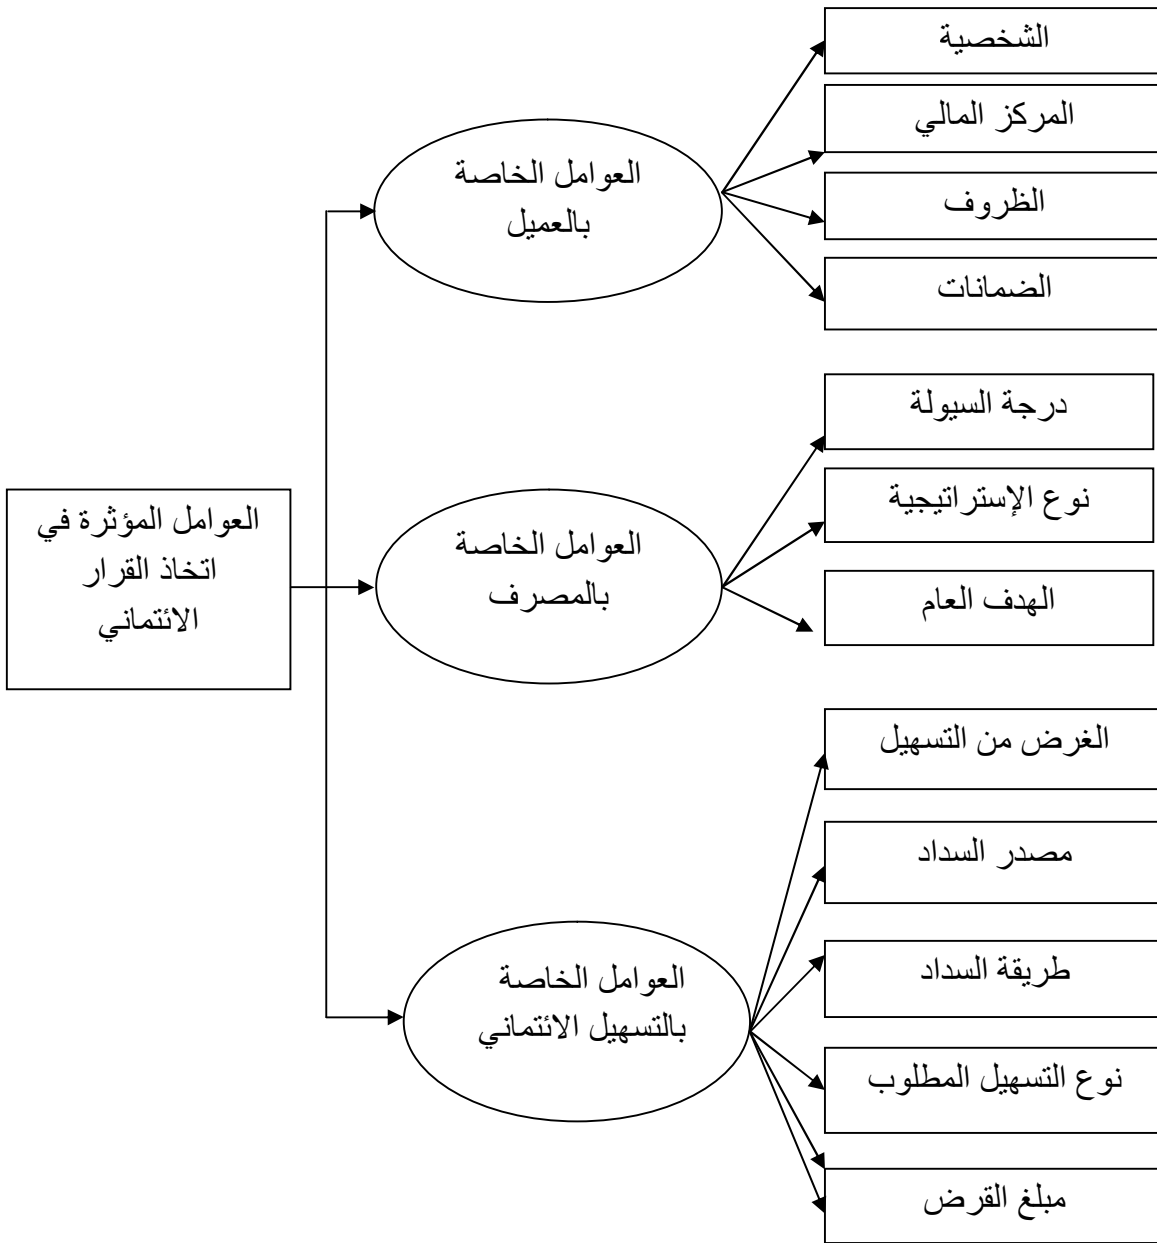 العوامل المؤثرة في
اتخاذ القرار
الائتماني
العوامل الخاصة
بالعميل
الشخصية
المركز المالي
الظروف
الضمانات
العوامل الخاصة
بالمصرف
درجة السيولة
نوع الإستراتيجية
الهدف العام
العوامل الخاصة
بالتسهيل الائتماني
الغرض من التسهيل
مصدر السداد
طريقة السداد
نوع التسهيل المطلوب
مبلغ القرض